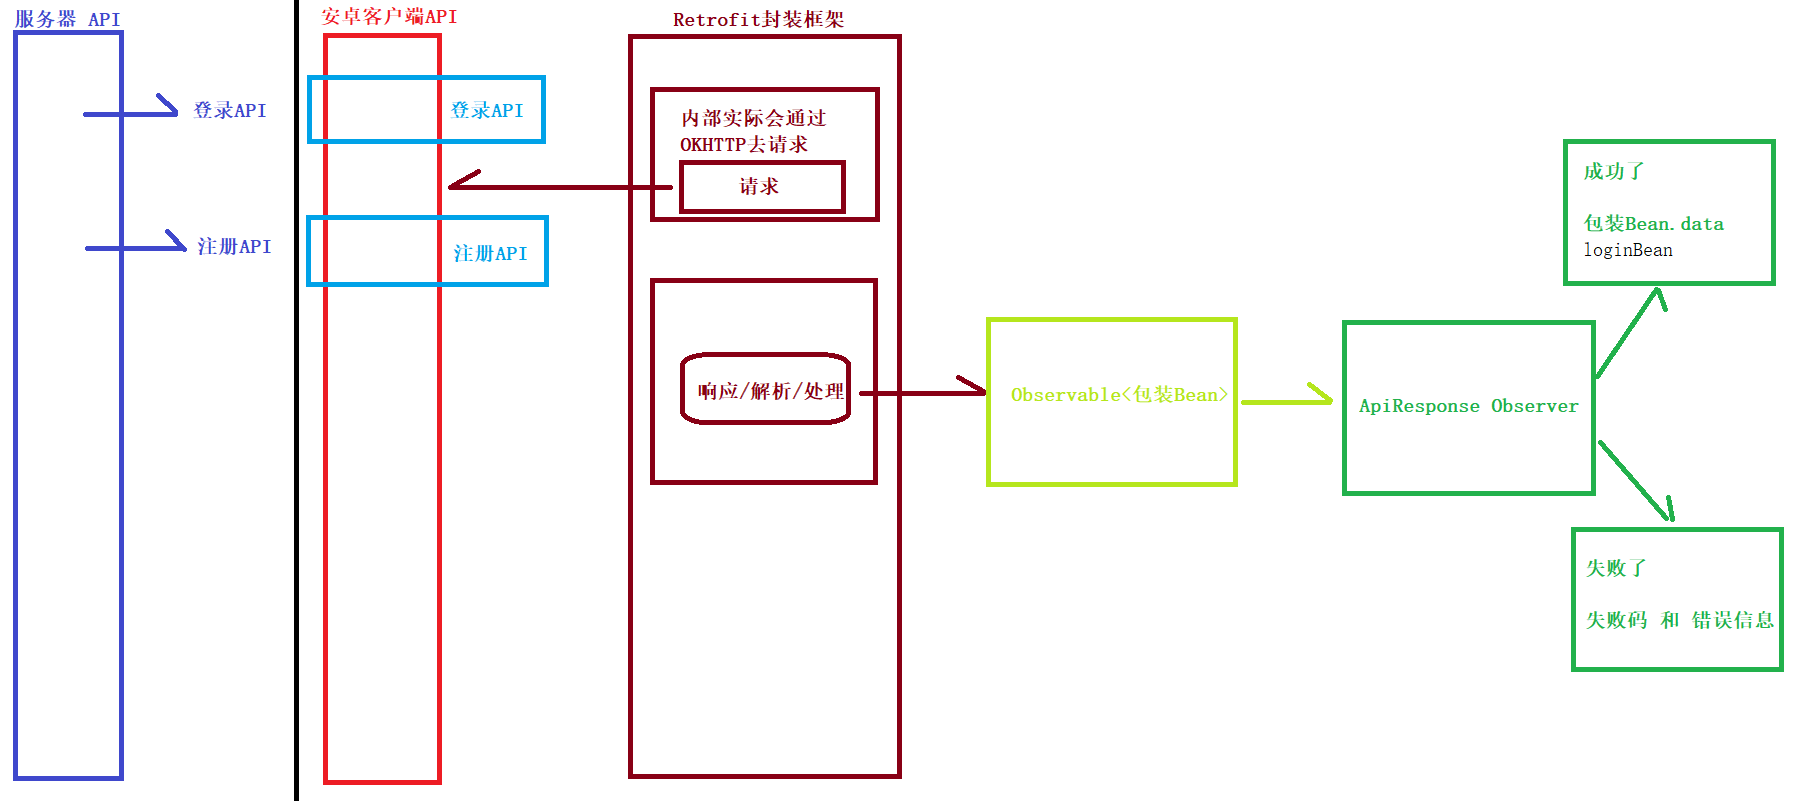 服务器 API
登录API
注册API
安卓客户端API
登录API
注册API
Retrofit封装框架
内部实际会通过
OKHTTP去请求
请求
响应/解析/处理
Observable<包装Bean>
ApiResponse Observer
成功了
包装Bean.data
loginBean
失败了
失败码 和 错误信息